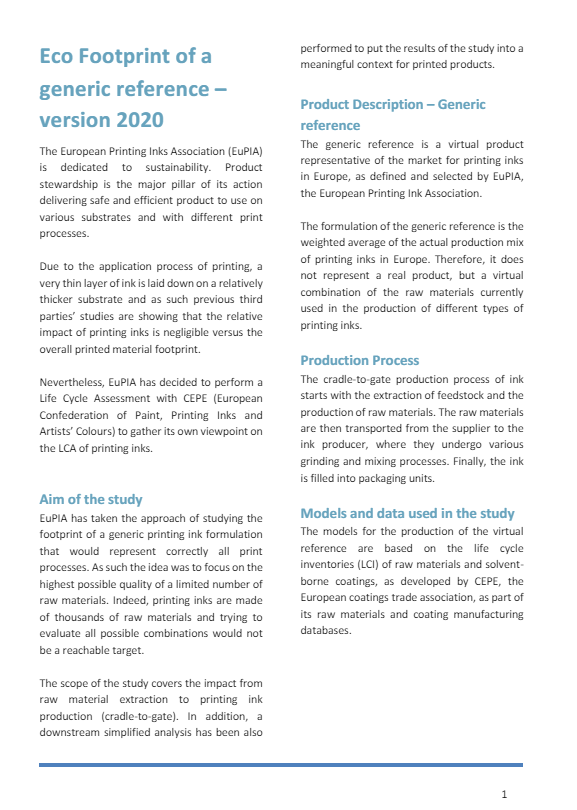 Eco Footprint of a
generic reference –
version 2020
The European Printing Inks Association (EuPIA)
is dedicated to sustainability. Product
stewardship is the major pillar of its action
delivering safe and efficient product to use on
various substrates and with different print
processes.
Due to the application process of printing, a
very thin layer of ink is laid down on a relatively
thicker substrate and as such previous third
parties’ studies are showing that the relative
impact of printing inks is negligible versus the
overall printed material footprint.
Nevertheless, EuPIA has decided to perform a
Life Cycle Assessment with CEPE (European
Confederation of Paint, Printing Inks and
Artists’ Colours) to gather its own viewpoint on
the LCA of printing inks.
Aim of the study
EuPIA has taken the approach of studying the
footprint of a generic printing ink formulation
that would represent correctly all print
processes. As such the idea was to focus on the
highest possible quality of a limited number of
raw materials. Indeed, printing inks are made
of thousands of raw materials and trying to
evaluate all possible combinations would not
be a reachable target.
The scope of the study covers the impact from
raw material extraction to printing ink
production (cradle-to-gate). In addition, a
downstream simplified analysis has been also
performed to put the results of the study into a
meaningful context for printed products.
Product Description – Generic
reference
The generic reference is a virtual product
representative of the market for printing inks
in Europe, as defined and selected by EuPIA,
the European Printing Ink Association.
The formulation of the generic reference is the
weighted average of the actual production mix
of printing inks in Europe. Therefore, it does
not represent a real product, but a virtual
combination of the raw materials currently
used in the production of different types of
printing inks.
Production Process
The cradle-to-gate production process of ink
starts with the extraction of feedstock and the
production of raw materials. The raw materials
are then transported from the supplier to the
ink producer, where they undergo various
grinding and mixing processes. Finally, the ink
is filled into packaging units.
Models and data used in the study
The models for the production of the virtual
reference are based on the life cycle
inventories (LCI) of raw materials and solvent-
borne coatings, as developed by CEPE, the
European coatings trade association, as part of
its raw materials and coating manufacturing
databases.
1